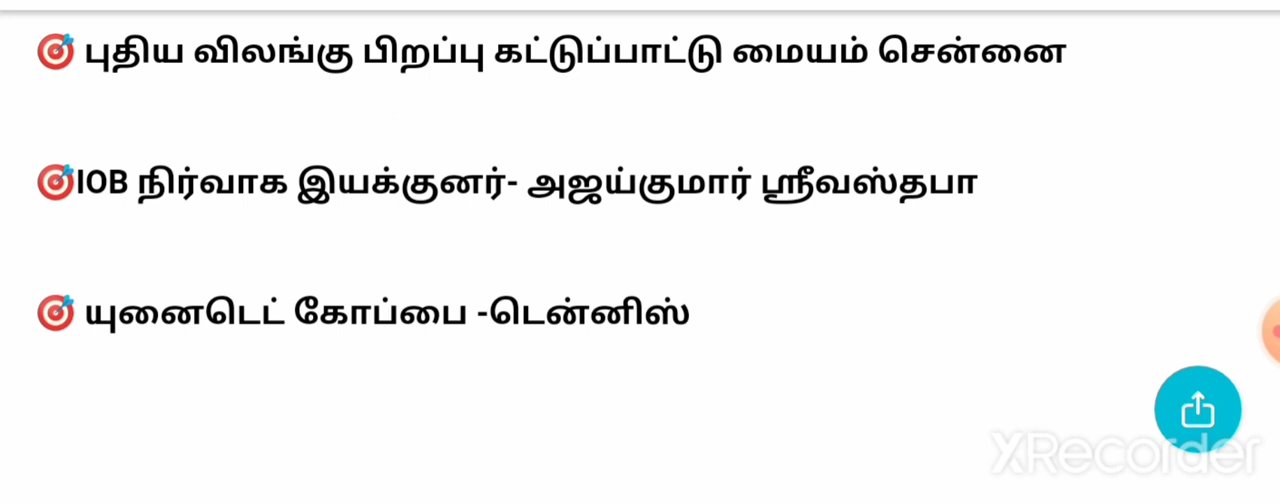 🎯 புதிய விலங்கு பிறப்பு கட்டுப்பாட்டு மையம் சென்னை
🎯IOB நிர்வாக இயக்குனர்- அஜய்குமார் ஸ்ரீவஸ்தபா
🎯 யுனைடெட் கோப்பை -டென்னிஸ்
XRecorder